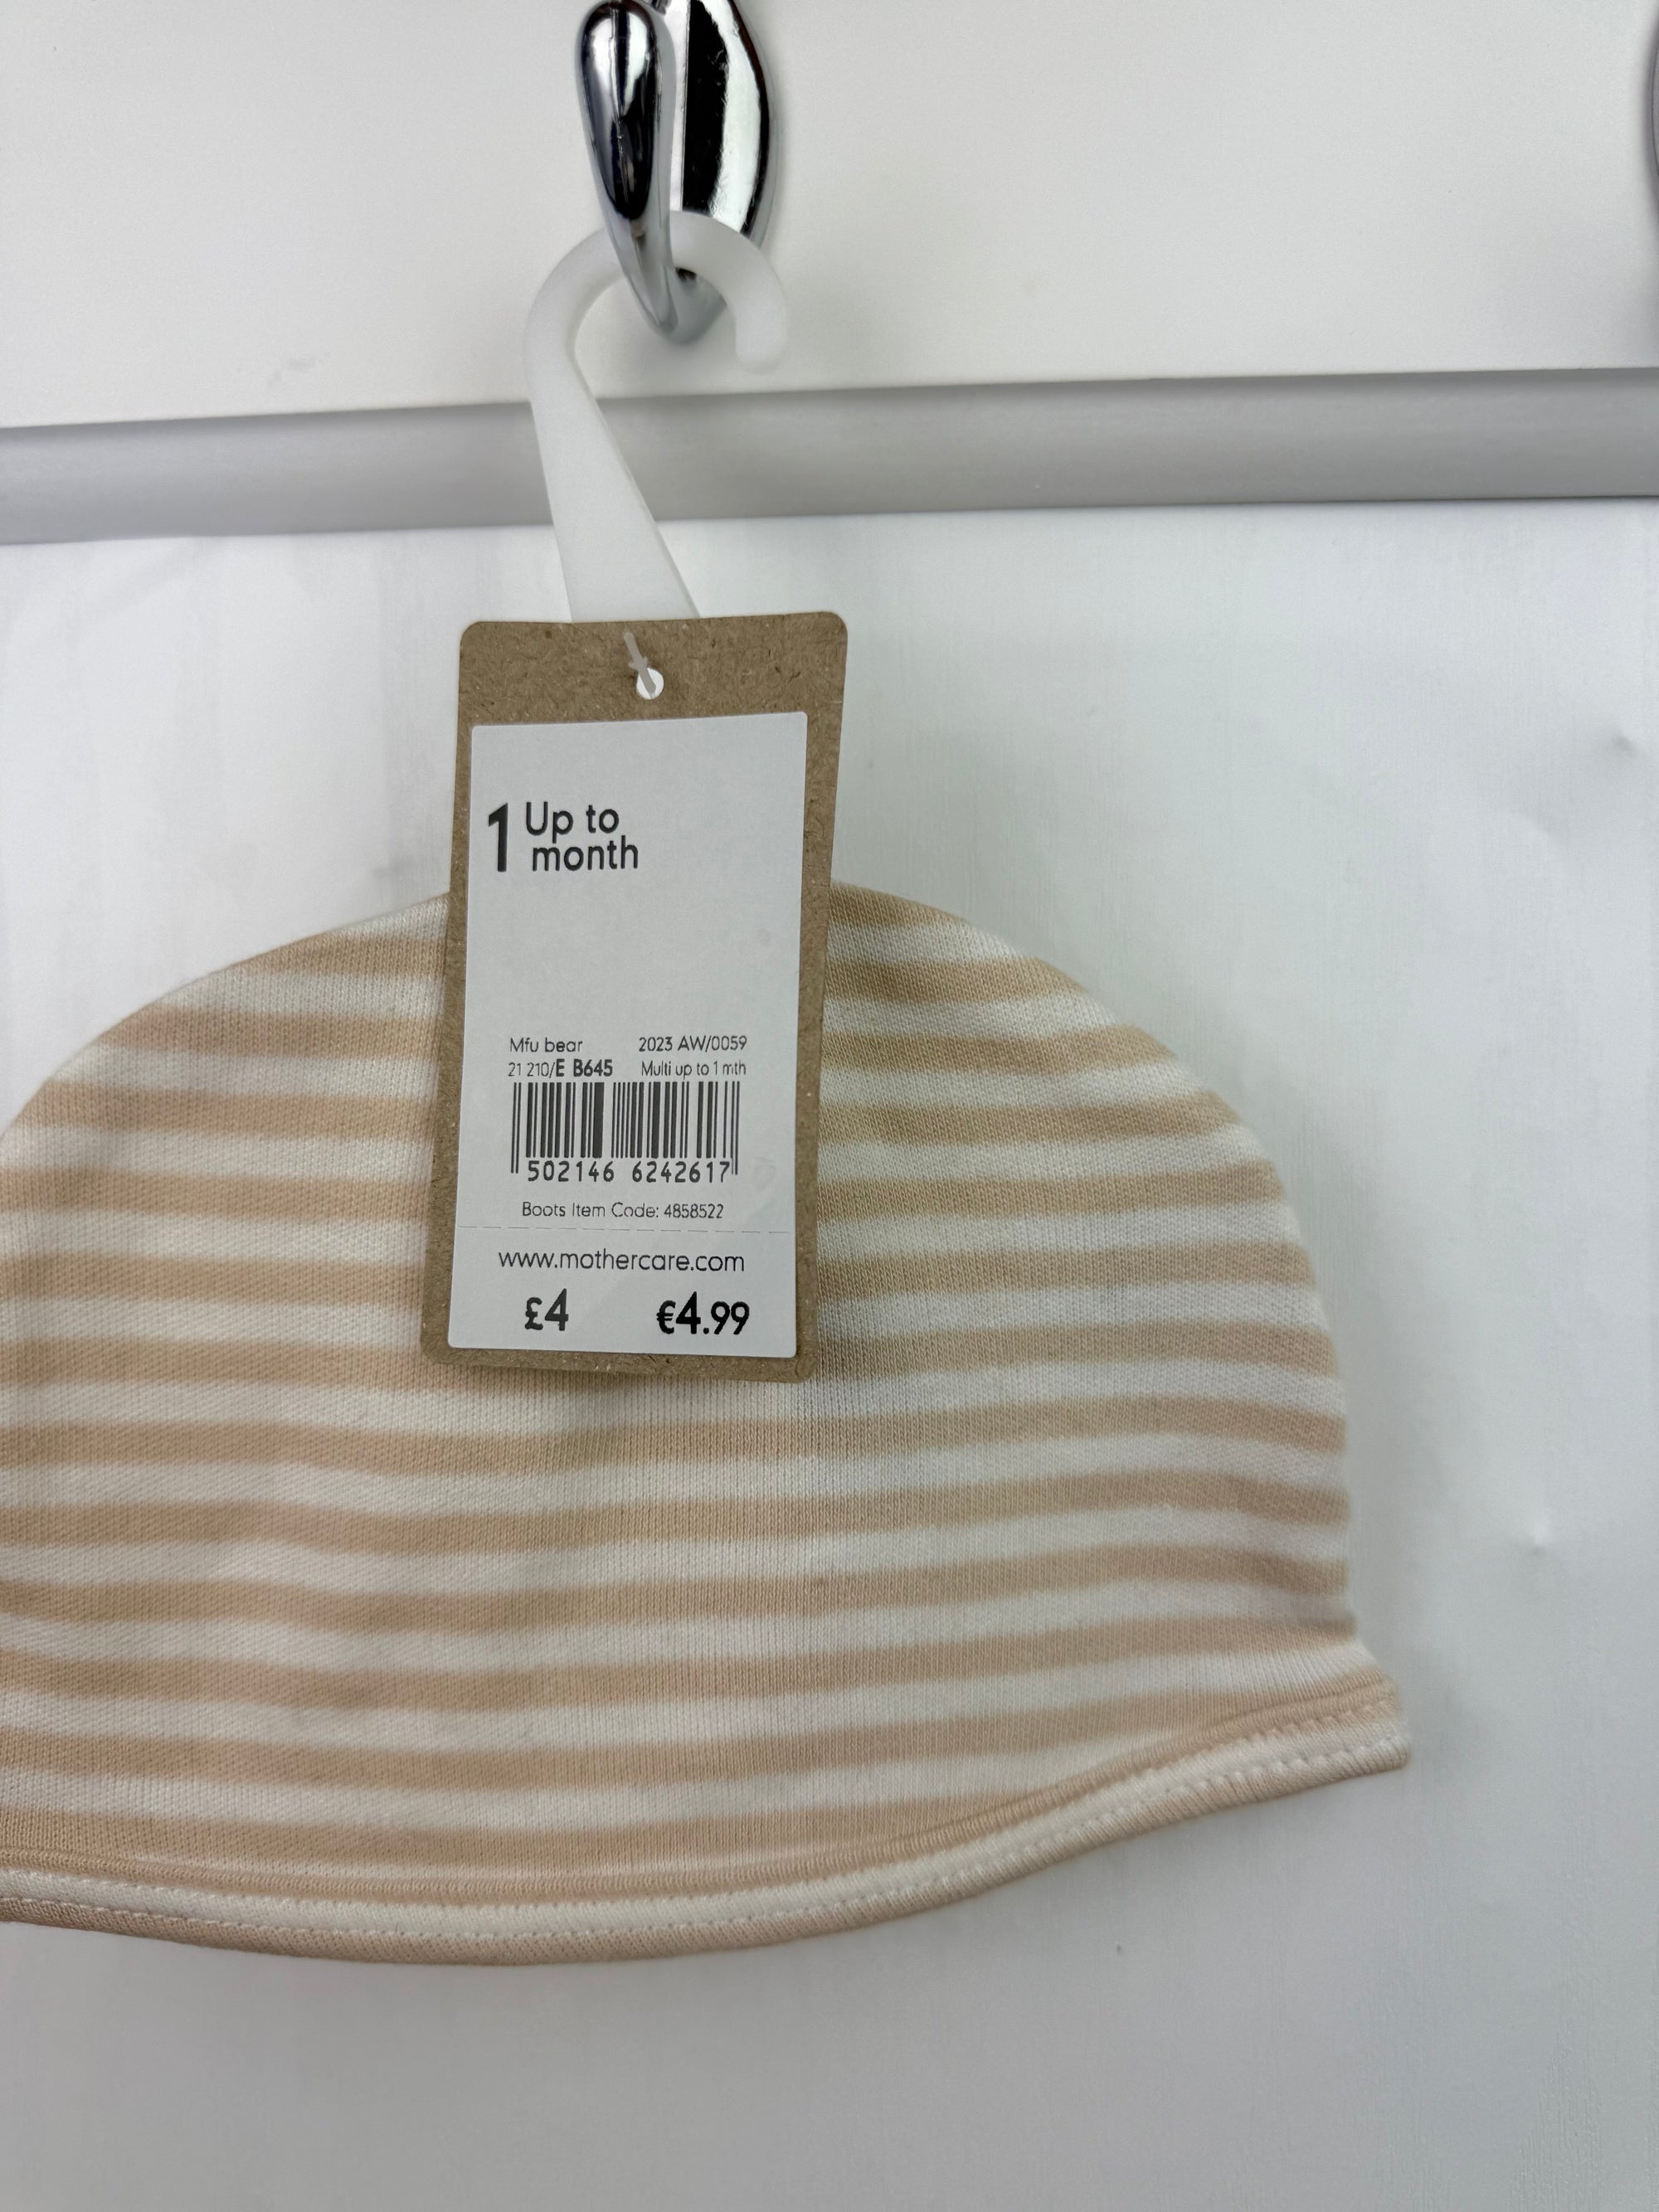 1 Up to
month
Mfu bear 2023 AW/0059
21 210/E B645 Multi up to 1 mth
502146 6242617
Boots Item Code: 4858522
www.mothercare.com
£4 €4.99